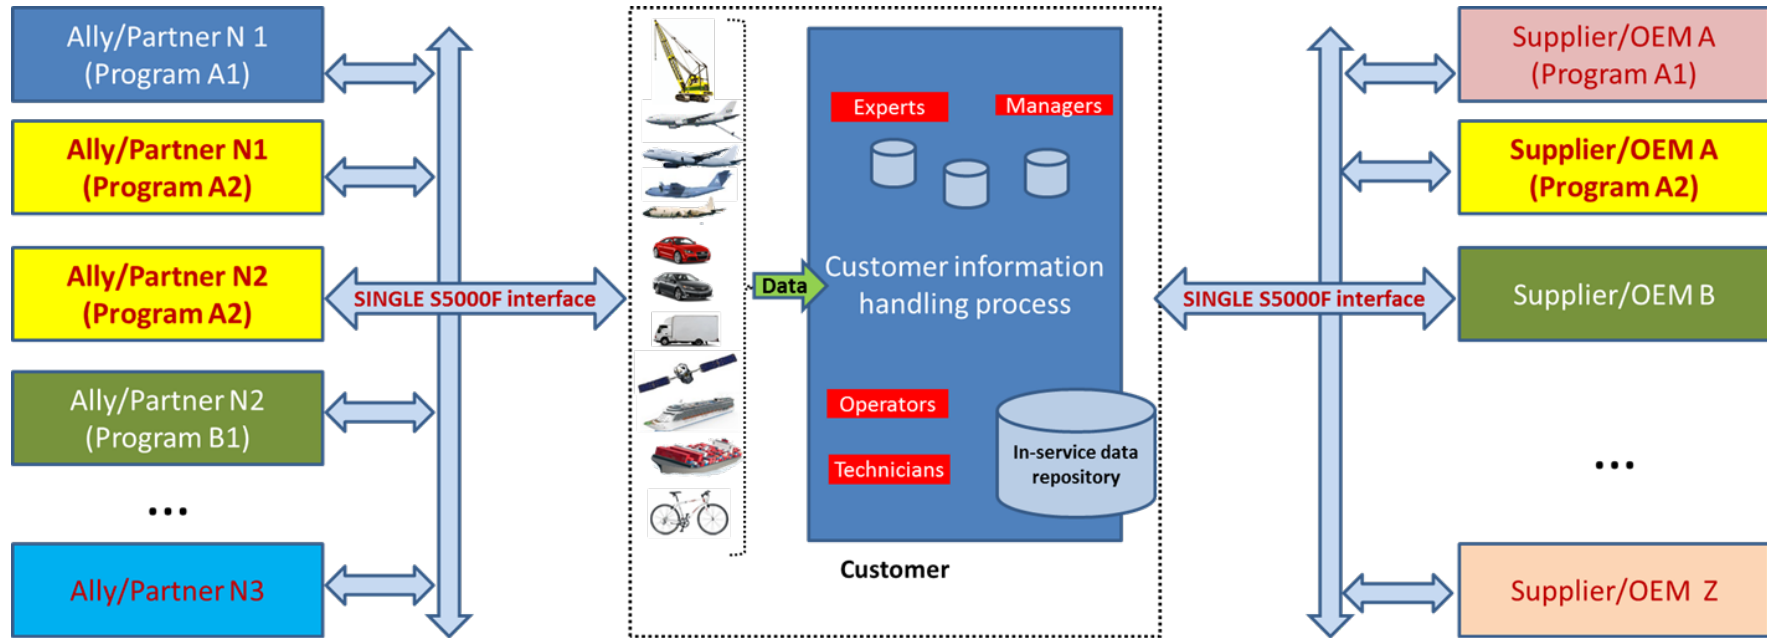 Ally/Partner N 1
(Program A1)
Ally/Partner N1
(Program A2)
Ally/Partner N2
(Program A2)
Ally/Partner N2
(Program B1)
...
Ally/Partner N3
SINGLE S5000F interface
Data
Experts
Managers
Customer information
handling process
Operators
Technicians
In-service data
repository
Customer
SINGLE S5000F interface
Supplier/OEM A
(Program A1)
Supplier/OEM A
(Program A2)
Supplier/OEM B
...
Supplier/OEM Z